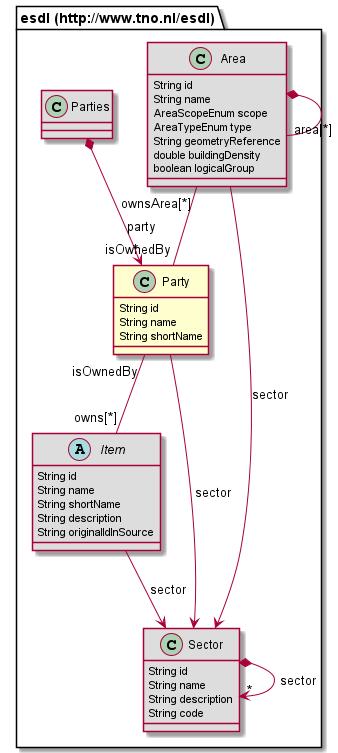 esdl (http://www.tno.nl/esdl)
C Area
String id
String name
AreaScopeEnum scope
AreaTypeEnum type
String geometryReference
double buildingDensity
boolean logicalGroup
area[*]
C Parties
ownsArea[*]
party
*
isOwnedBy
C Party
String id
String name
String shortName
isOwnedBy
sector
owns[*]
A Item
String id
String name
String shortName
String description
String originalIdInSource
sector
sector
C Sector
String id
String name
String description
String code
sector
*